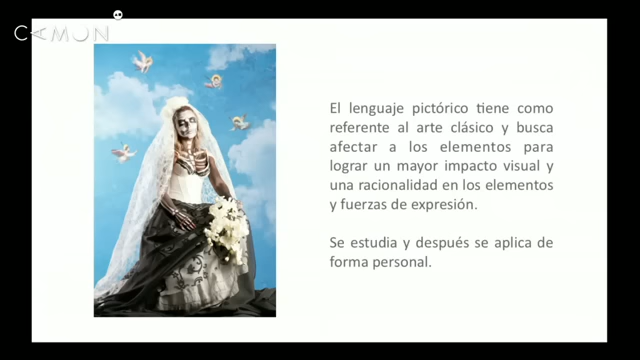 CAMON
El lenguaje pictórico tiene como
referente al arte clásico y busca
afectar a los elementos para
lograr un mayor impacto visual y
una racionalidad en los elementos
y fuerzas de expresión.
Se estudia y después se aplica de
forma personal.